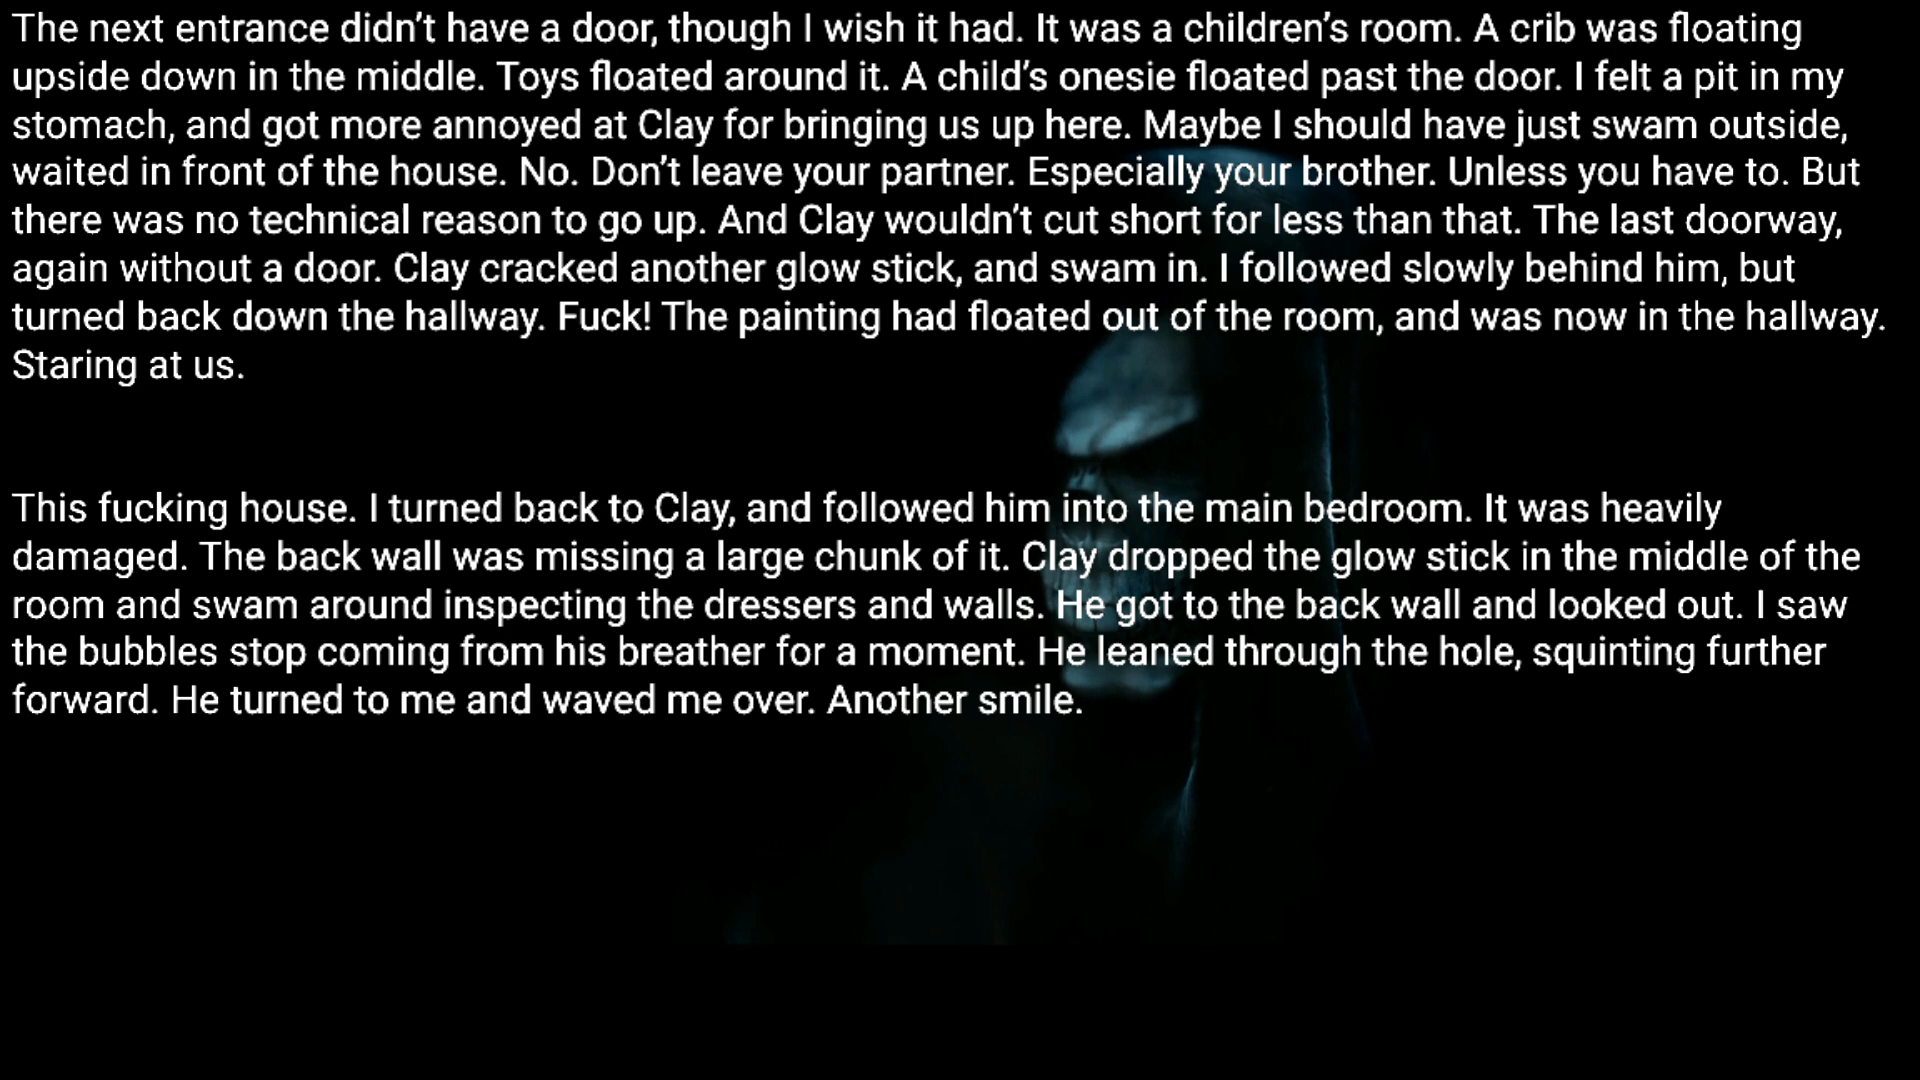 The next entrance didn’t have a door, though I wish it had. It was a children’s room. A crib was floating
upside down in the middle. Toys floated around it. A child’s onesie floated past the door. I felt a pit in my
stomach, and got more annoyed at Clay for bringing us up here. Maybe I should have just swam outside,
waited in front of the house. No. Don’t leave your partner. Especially your brother. Unless you have to. But
there was no technical reason to go up. And Clay wouldn’t cut short for less than that. The last doorway,
again without a door. Clay cracked another glow stick, and swam in. I followed slowly behind him, but
turned back down the hallway. Fuck! The painting had floated out of the room, and was now in the hallway.
Staring at us.
This fucking house. I turned back to Clay, and followed him into the main bedroom. It was heavily
damaged. The back wall was missing a large chunk of it. Clay dropped the glow stick in the middle of the
room and swam around inspecting the dressers and walls. He got to the back wall and looked out. I saw
the bubbles stop coming from his breather for a moment. He leaned through the hole, squinting further
forward. He turned to me and waved me over. Another smile.